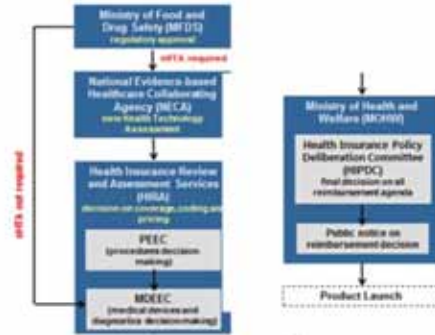 Ministry of Food and
Drug Safety (MFDS)
regulatory approval
nHTA required
National Evidence-based
Healthcare Collaborating
Agency (NECA)
new Health Technology
Assessment
Health Insurance Review
and Assessment Services
(HIRA)
decision on coverage, coding and
pricing
PEEC
(procedures decision
making)
MDEEC
(medical devices and
diagnostics decision making)
nHTA not required
Ministry of Health and
Welfare (MOHW)
Health Insurance Policy
Deliberation Committee
(HIPDC)
final decision on all
reimbursement agenda
Public notice on
reimbursement decision
Product Launch